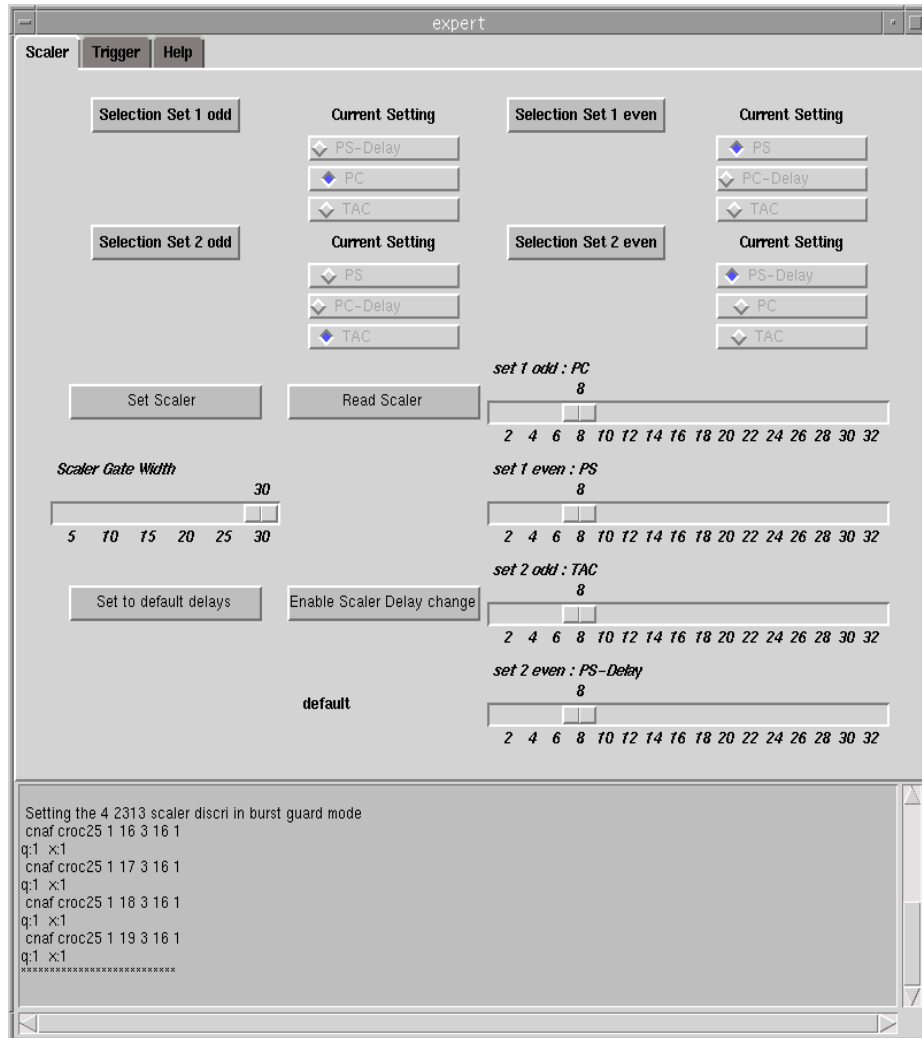 expert
Scaler Trigger Help
Selection Set 1 odd Current Setting Selection Set 1 even Current Setting
PS-Delay PS
PC PC-Delay
TAC TAC
Selection Set 2 odd Current Setting Selection Set 2 even Current Setting
PS PS-Delay
PC-Delay PC
TAC TAC
set 1 odd : PC
8
Set Scaler Read Scaler
2 4 6 8 10 12 14 16 18 20 22 24 26 28 30 32
Scaler Gate Width set 1 even : PS
30 8
5 10 15 20 25 30 2 4 6 8 10 12 14 16 18 20 22 24 26 28 30 32
set 2 odd : TAC
8
Set to default delays Enable Scaler Delay change
2 4 6 8 10 12 14 16 18 20 22 24 26 28 30 32
set 2 even : PS-Delay
8
default
2 4 6 8 10 12 14 16 18 20 22 24 26 28 30 32
Setting the 4 2313 scaler discri in burst guard mode
cnaf croc25 1 16 3 16 1
q:1 x:1
cnaf croc25 1 17 3 16 1
q:1 x:1
cnaf croc25 1 18 3 16 1
q:1 x:1
cnaf croc25 1 19 3 16 1
q:1 x:1
***************************